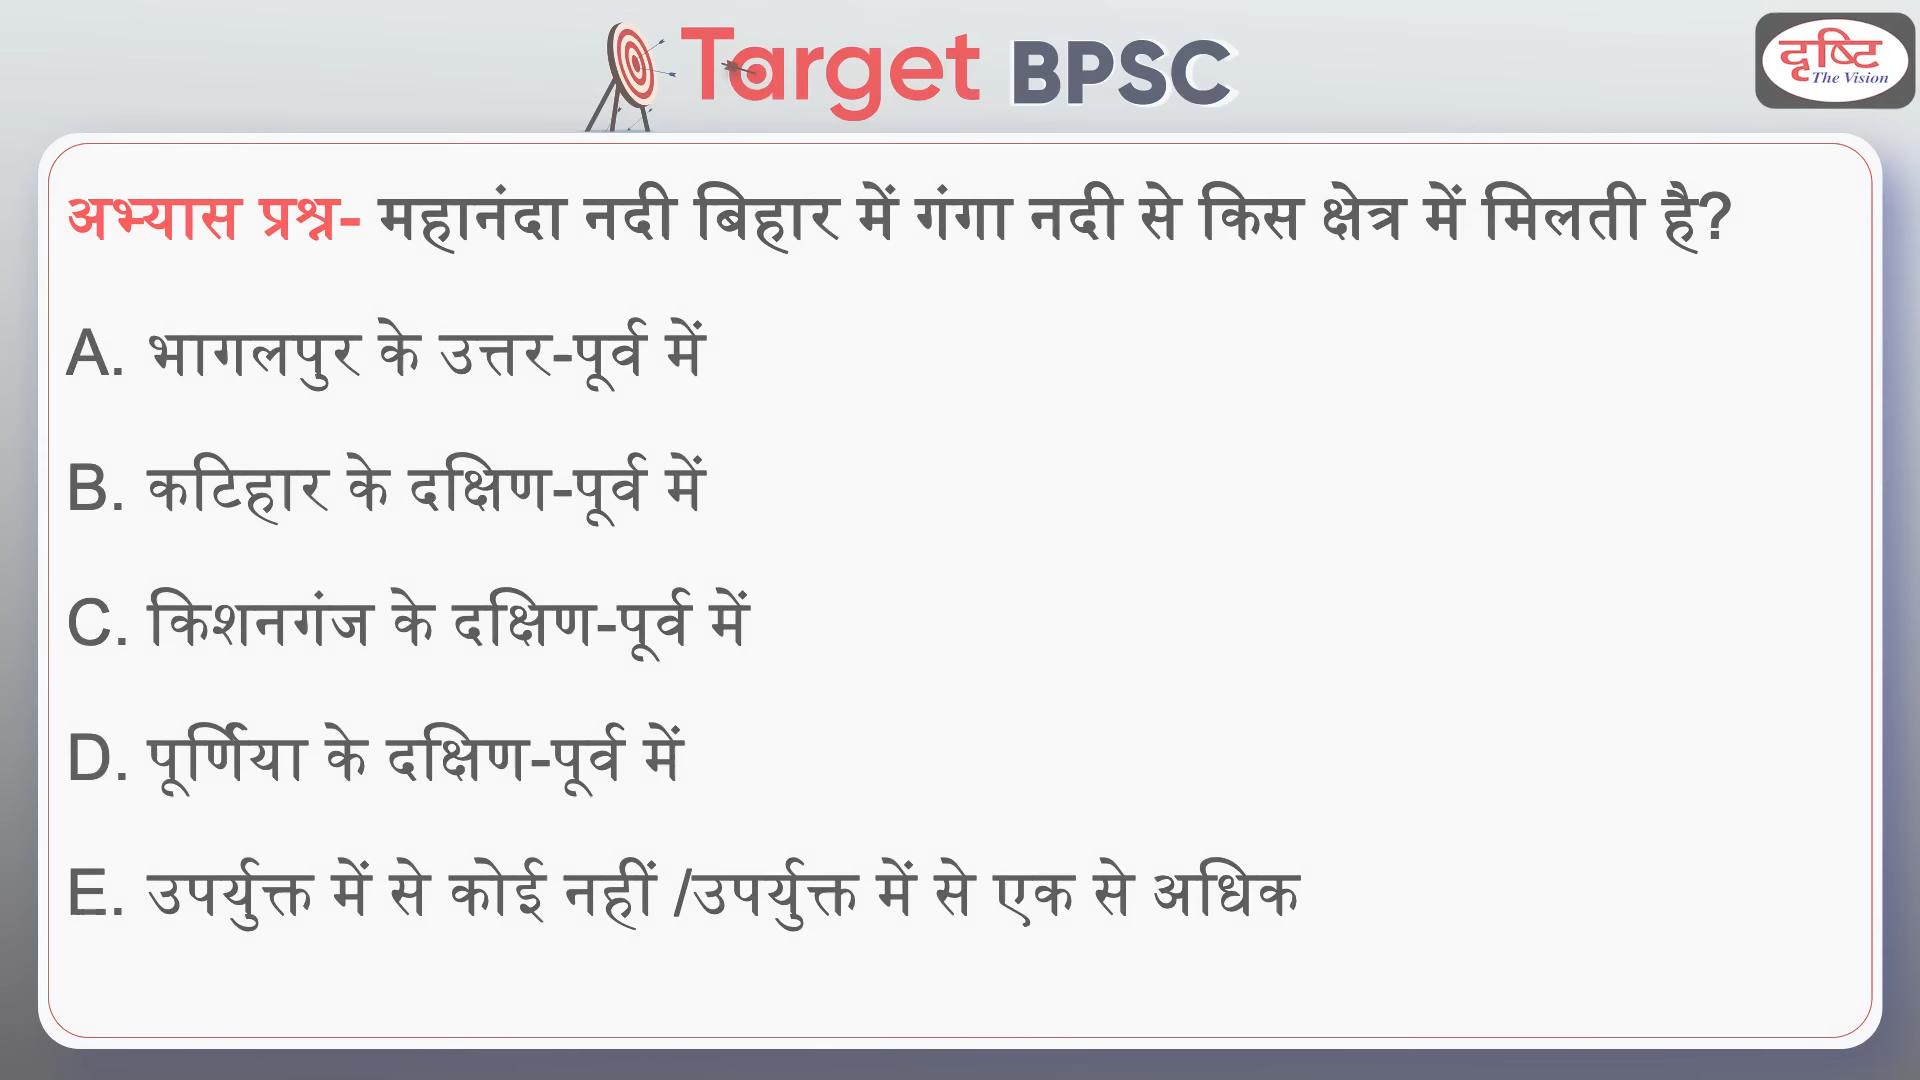 Target BPSC
दृष्टि
The Vision
अभ्यास प्रश्न- महानंदा नदी बिहार में गंगा नदी से किस क्षेत्र में मिलती है?
A. भागलपुर के उत्तर-पूर्व में
B. कटिहार के दक्षिण-पूर्व में
C. किशनगंज के दक्षिण-पूर्व में
D. पूर्णिया के दक्षिण-पूर्व में
E. उपर्युक्त में से कोई नहीं /उपर्युक्त में से एक से अधिक